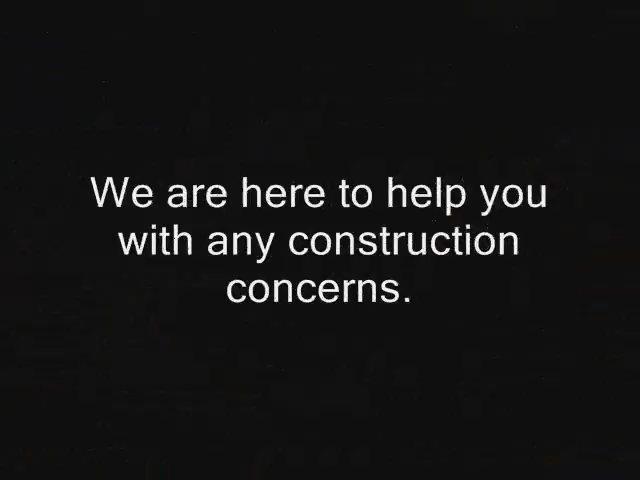 We are here to help you
with any construction
concerns.